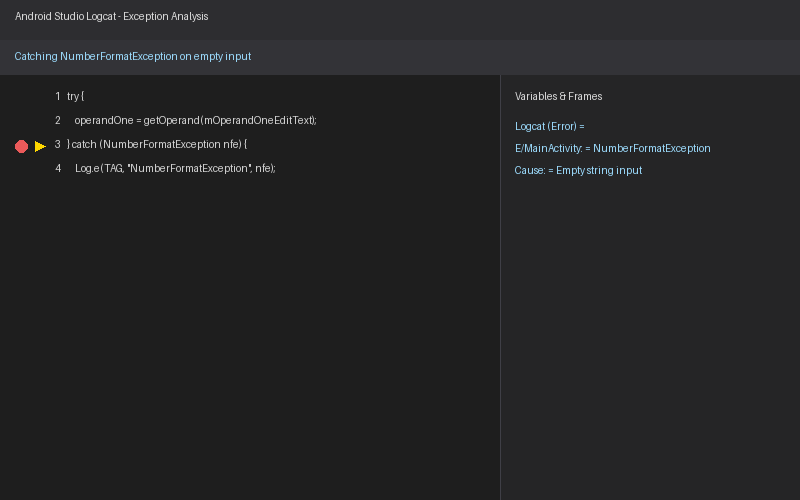 Android Studio Logcat - Exception Analysis
Catching NumberFormatException on empty input
1 try {
2 operandOne = getOperand(mOperandOneEditText);
3 } catch (NumberFormatException nfe) {
4 Log.e(TAG, "NumberFormatException", nfe);
Variables & Frames
Logcat (Error) =
E/MainActivity: = NumberFormatException
Cause: = Empty string input